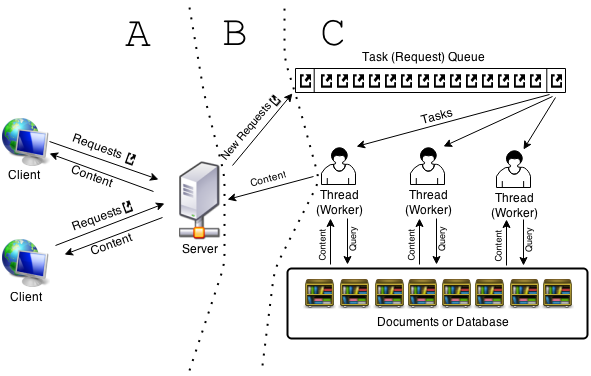 A
B
C
Task (Request) Queue
New Requests
Tasks
Requests
Content
Client
Content
Thread
(Worker)
Thread
(Worker)
Thread
(Worker)
Requests
Content
Server
Content
Query
Content
Query
Content
Query
Client
Documents or Database